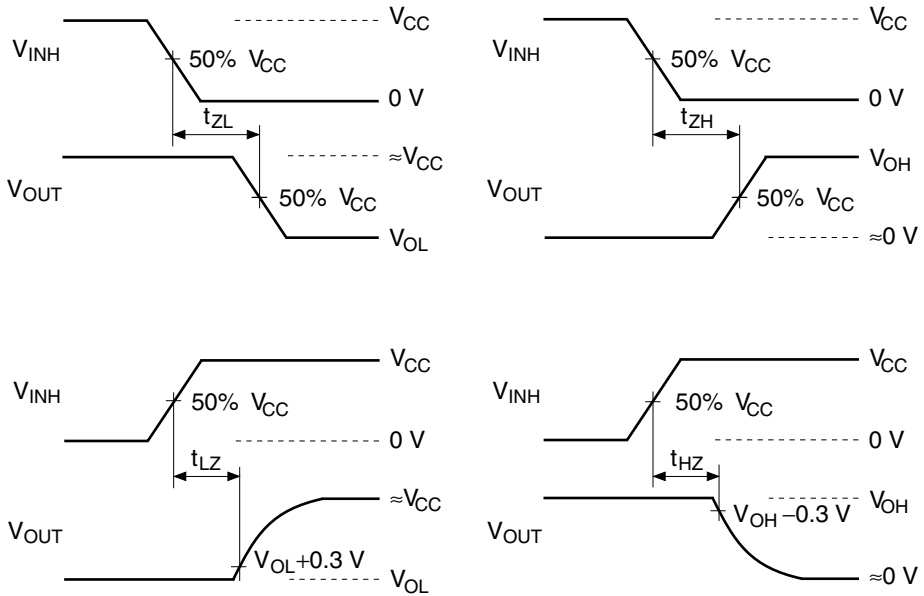 V_CC
V_INH
50% V_CC
0 V
t_ZL
≈V_CC
V_OUT
50% V_CC
V_OL
V_CC
V_INH
50% V_CC
0 V
t_ZH
V_OH
V_OUT
50% V_CC
≈0 V
V_CC
V_INH
50% V_CC
0 V
t_LZ
≈V_CC
V_OUT
V_OL+0.3 V
V_OL
V_CC
V_INH
50% V_CC
0 V
t_HZ
V_OH
V_OH−0.3 V
V_OUT
≈0 V